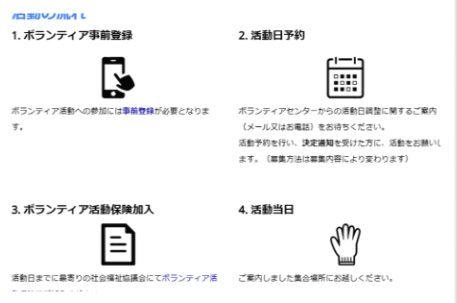 活動の流れ
1. ボランティア事前登録
ボランティア活動への参加には事前登録が必要となりま
す。
2. 活動日予約
ボランティアセンターからの活動日調整に関するご案内
（メール又はお電話）をお待ちください。
活動予約を行い、決定通知を受けた方に、活動をお願いし
ます。（募集方法は募集内容により変わります）
3. ボランティア活動保険加入
活動日までに最寄りの社会福祉協議会にてボランティア活
4. 活動当日
ご案内しました集合場所にお越しください。